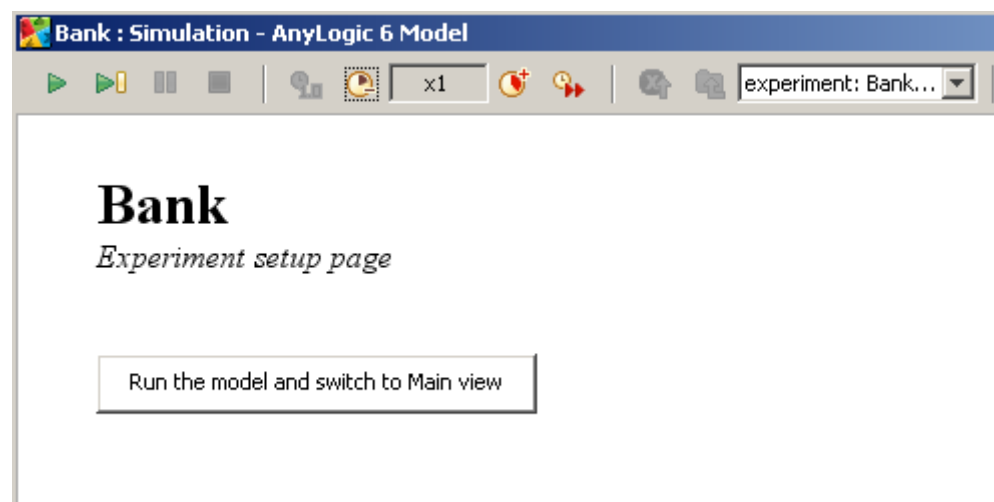 Bank : Simulation - AnyLogic 6 Model
x1 experiment: Bank...
Bank
Experiment setup page
Run the model and switch to Main view